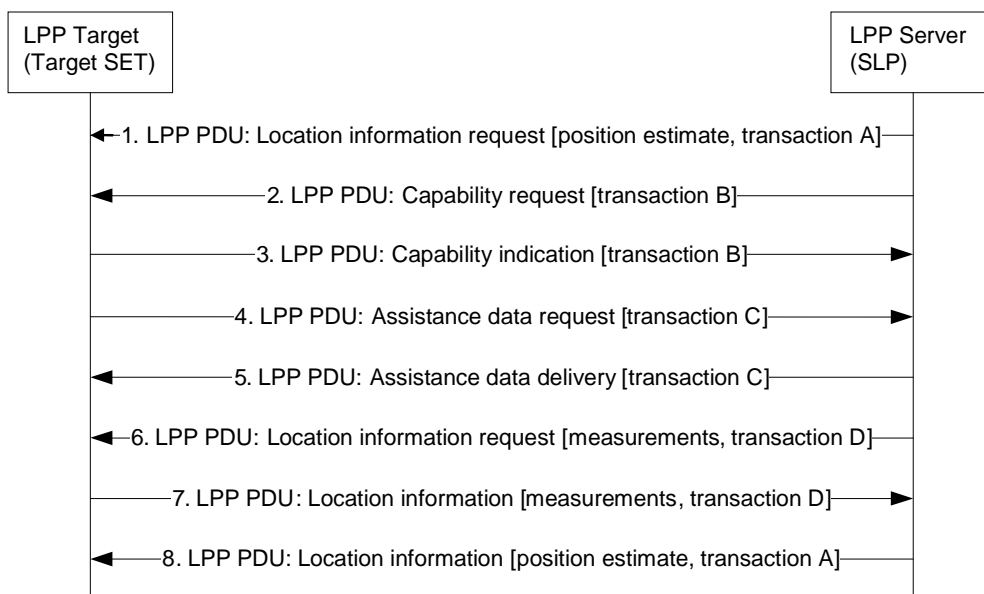 LPP Target
(Target SET)
LPP Server
(SLP)
1. LPP PDU: Location information request [position estimate, transaction A]
2. LPP PDU: Capability request [transaction B]
3. LPP PDU: Capability indication [transaction B]
4. LPP PDU: Assistance data request [transaction C]
5. LPP PDU: Assistance data delivery [transaction C]
6. LPP PDU: Location information request [measurements, transaction D]
7. LPP PDU: Location information [measurements, transaction D]
8. LPP PDU: Location information [position estimate, transaction A]